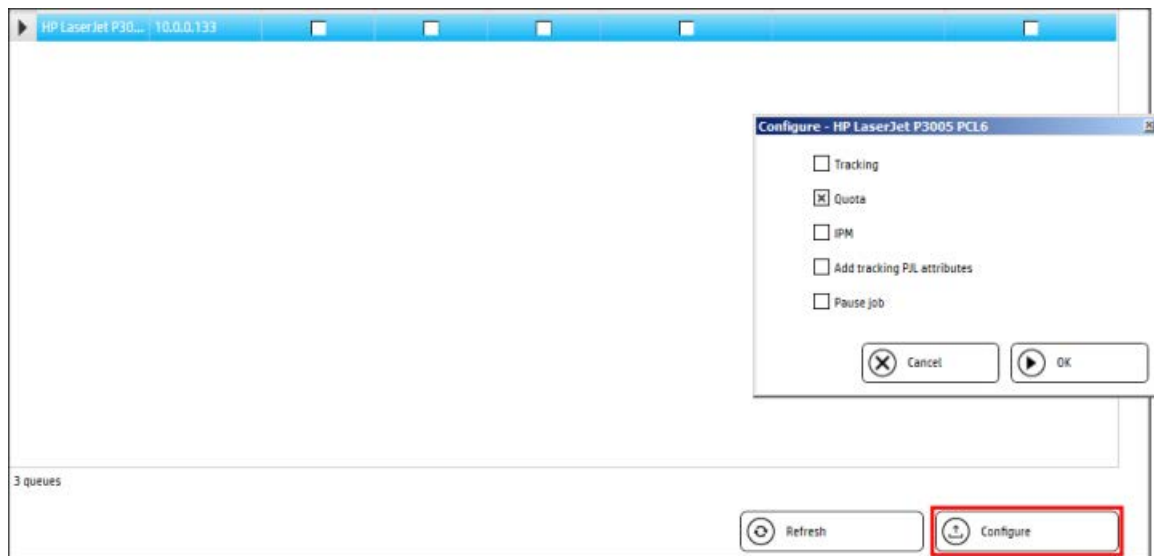 HP LaserJet P30... 10.0.0.133
Configure - HP LaserJet P3005 PCL6
Tracking
Quota
IPM
Add tracking PJL attributes
Pause job
Cancel OK
3 queues
Refresh Configure